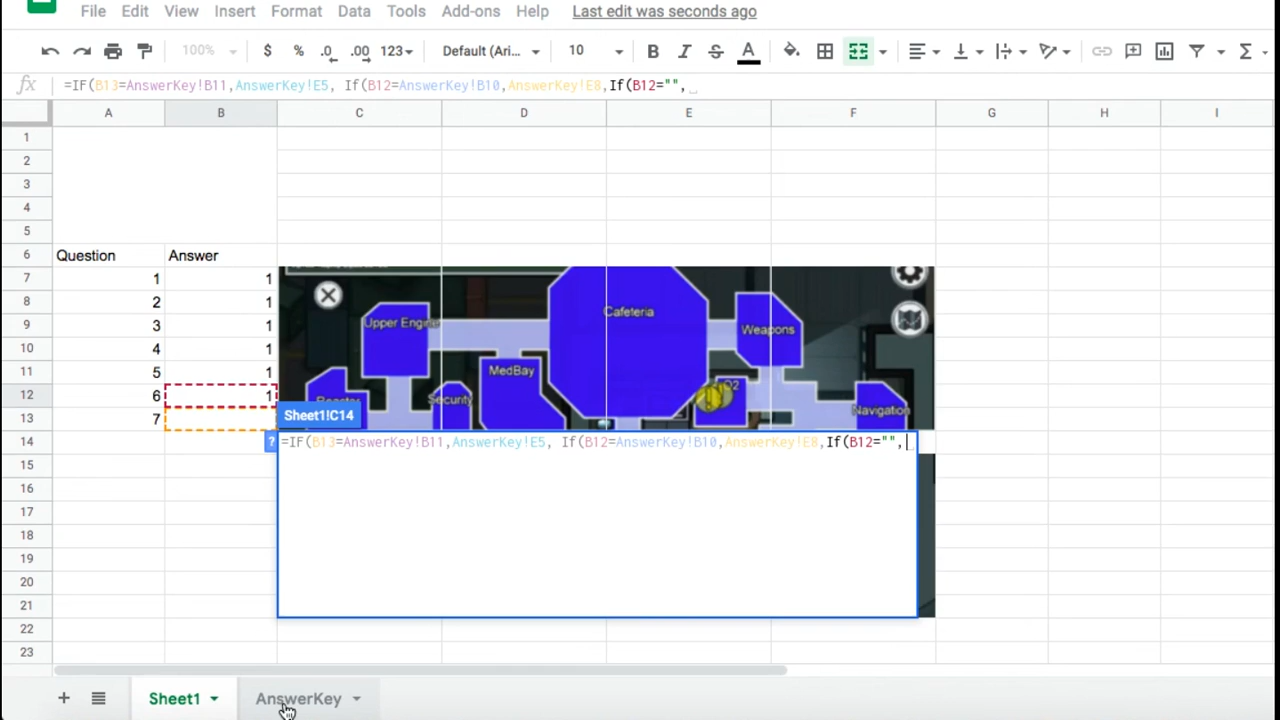 File Edit View Insert Format Data Tools Add-ons Help Last edit was seconds ago
100% $ % .0 .00 123 Default (Ari... 10 B I S A
fx =IF(B13=AnswerKey!B11,AnswerKey!E5, If(B12=AnswerKey!B10,AnswerKey!E8,If(B12="",
A B C D E F G H I
1
2
3
4
5
6 Question Answer
7 1 1
8 2 1
9 3 1
10 4 1
11 5 1
12 6 1
13 7
14
15
16
17
18
19
20
21
22
23
Cafeteria
Upper Engine
Weapons
MedBay
O2
Reactor
Security
Navigation
Sheet1!C14
? =IF(B13=AnswerKey!B11,AnswerKey!E5, If(B12=AnswerKey!B10,AnswerKey!E8,If(B12="",
+ Sheet1 AnswerKey